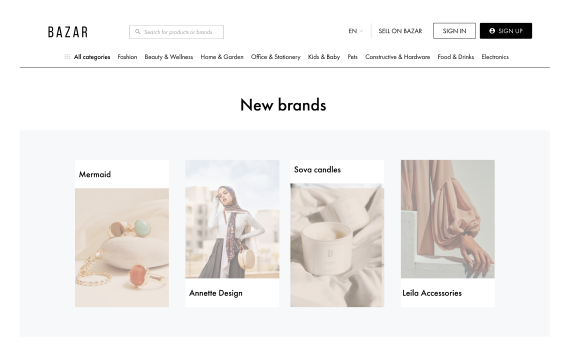 BAZAR
Search for products or brands
EN
SELL ON BAZAR
SIGN IN
SIGN UP
All categories Fashion Beauty & Wellness Home & Garden Office & Stationery Kids & Baby Pets Constructive & Hardware Food & Drinks Electronics
New brands
Mermaid
Annette Design
Sova candles
Leila Accessories